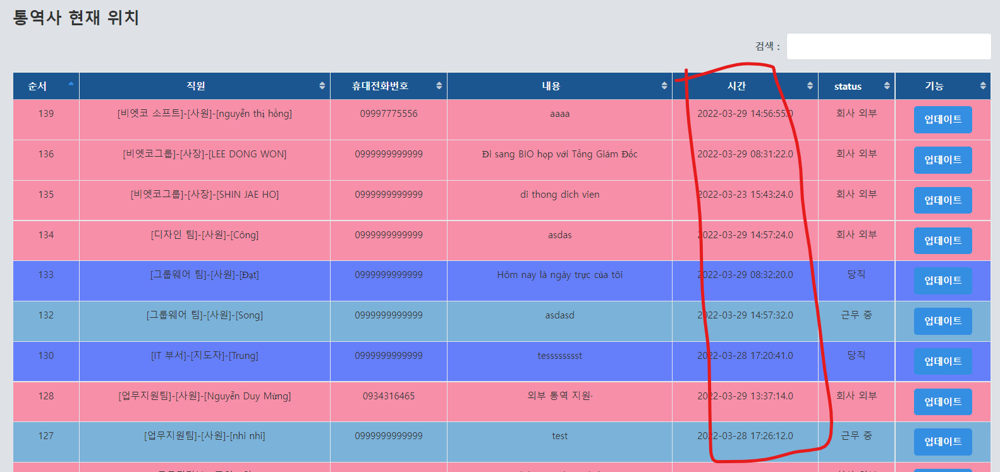 통역사 현재 위치
검색 :
순서 직원 휴대전화번호 내용 시간 status 기능
139 [비엣코 소프트]-[사원]-[nguyễn thị hồng] 09997775556 aaaa 2022-03-29 14:56:55.0 회사 외부 업데이트
136 [비엣코그룹]-[사장]-[LEE DONG WON] 0999999999999 Đi sang BIO họp với Tổng Giám Đốc 2022-03-29 08:31:22.0 회사 외부 업데이트
135 [비엣코그룹]-[사장]-[SHIN JAE HO] 0999999999999 di thong dich vien 2022-03-23 15:43:24.0 회사 외부 업데이트
134 [디자인 팀]-[사원]-[Công] 0999999999999 asdas 2022-03-29 14:57:24.0 회사 외부 업데이트
133 [그룹웨어 팀]-[사원]-[Đạt] 0999999999999 Hôm nay là ngày trực của tôi 2022-03-29 08:32:20.0 당직 업데이트
132 [그룹웨어 팀]-[사원]-[Song] 0999999999999 asdasd 2022-03-29 14:57:32.0 근무 중 업데이트
130 [IT 부서]-[지도자]-[Trung] 0999999999999 tesssssssst 2022-03-28 17:20:41.0 당직 업데이트
128 [업무지원팀]-[사원]-[Nguyễn Duy Mừng] 0934316465 외부 통역 지원· 2022-03-29 13:37:14.0 회사 외부 업데이트
127 [업무지원팀]-[사원]-[nhi nhi] 0999999999999 test 2022-03-28 17:26:12.0 근무 중 업데이트